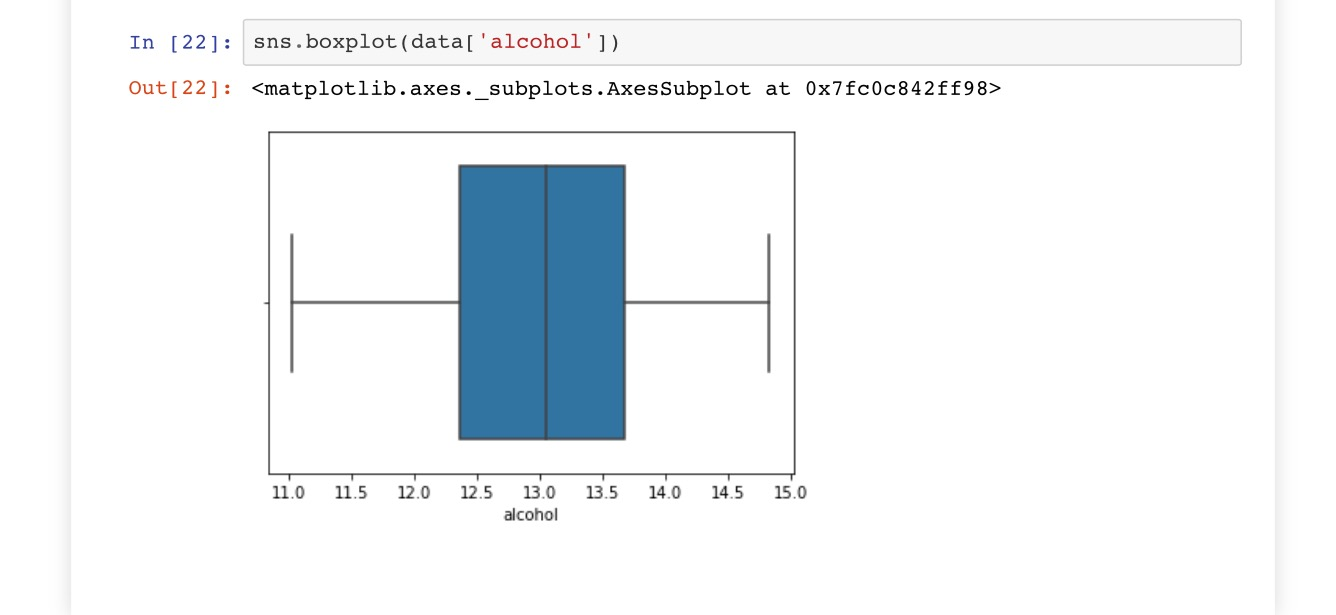 In [22]: sns.boxplot(data['alcohol'])
Out[22]: <matplotlib.axes._subplots.AxesSubplot at 0x7fc0c842ff98>
11.0 11.5 12.0 12.5 13.0 13.5 14.0 14.5 15.0
alcohol